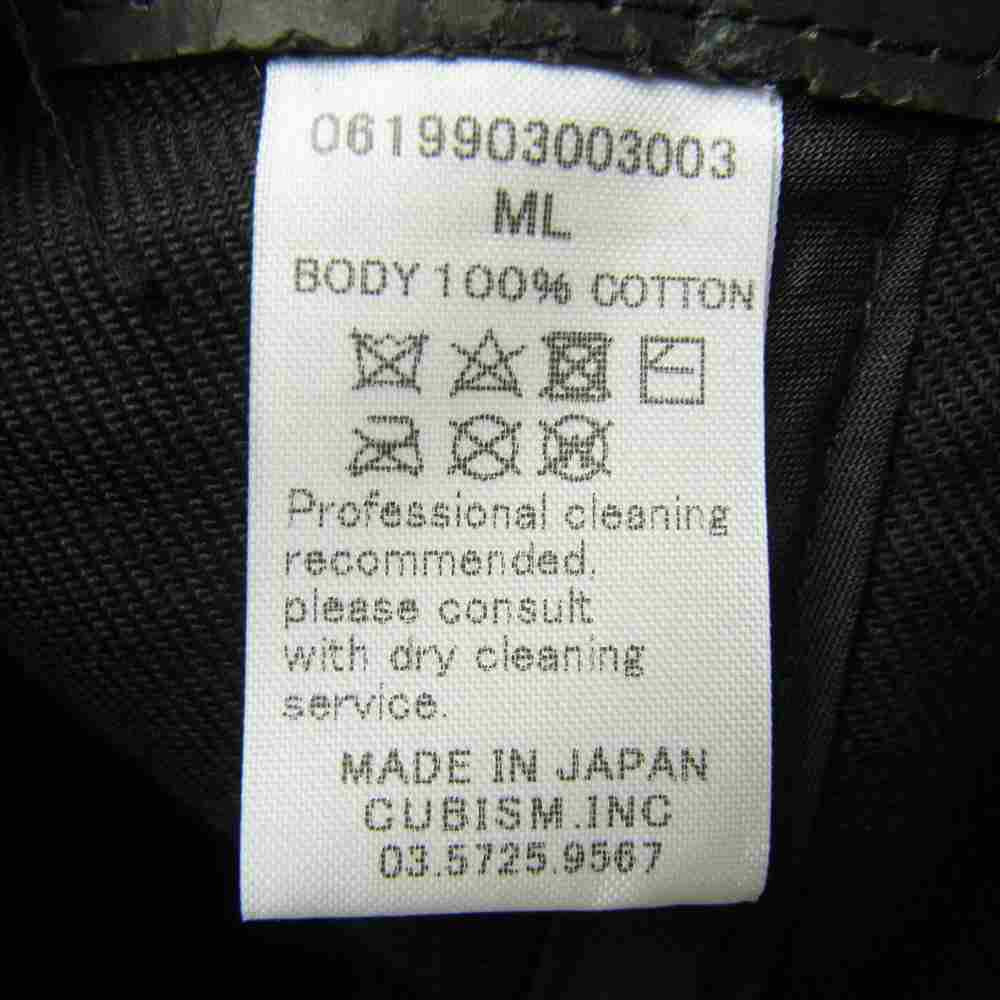 0619903003003
ML
BODY 100% COTTON
Professional cleaning
recommended.
please consult
with dry cleaning
service.
MADE IN JAPAN
CUBISM.INC
03.5725.9567